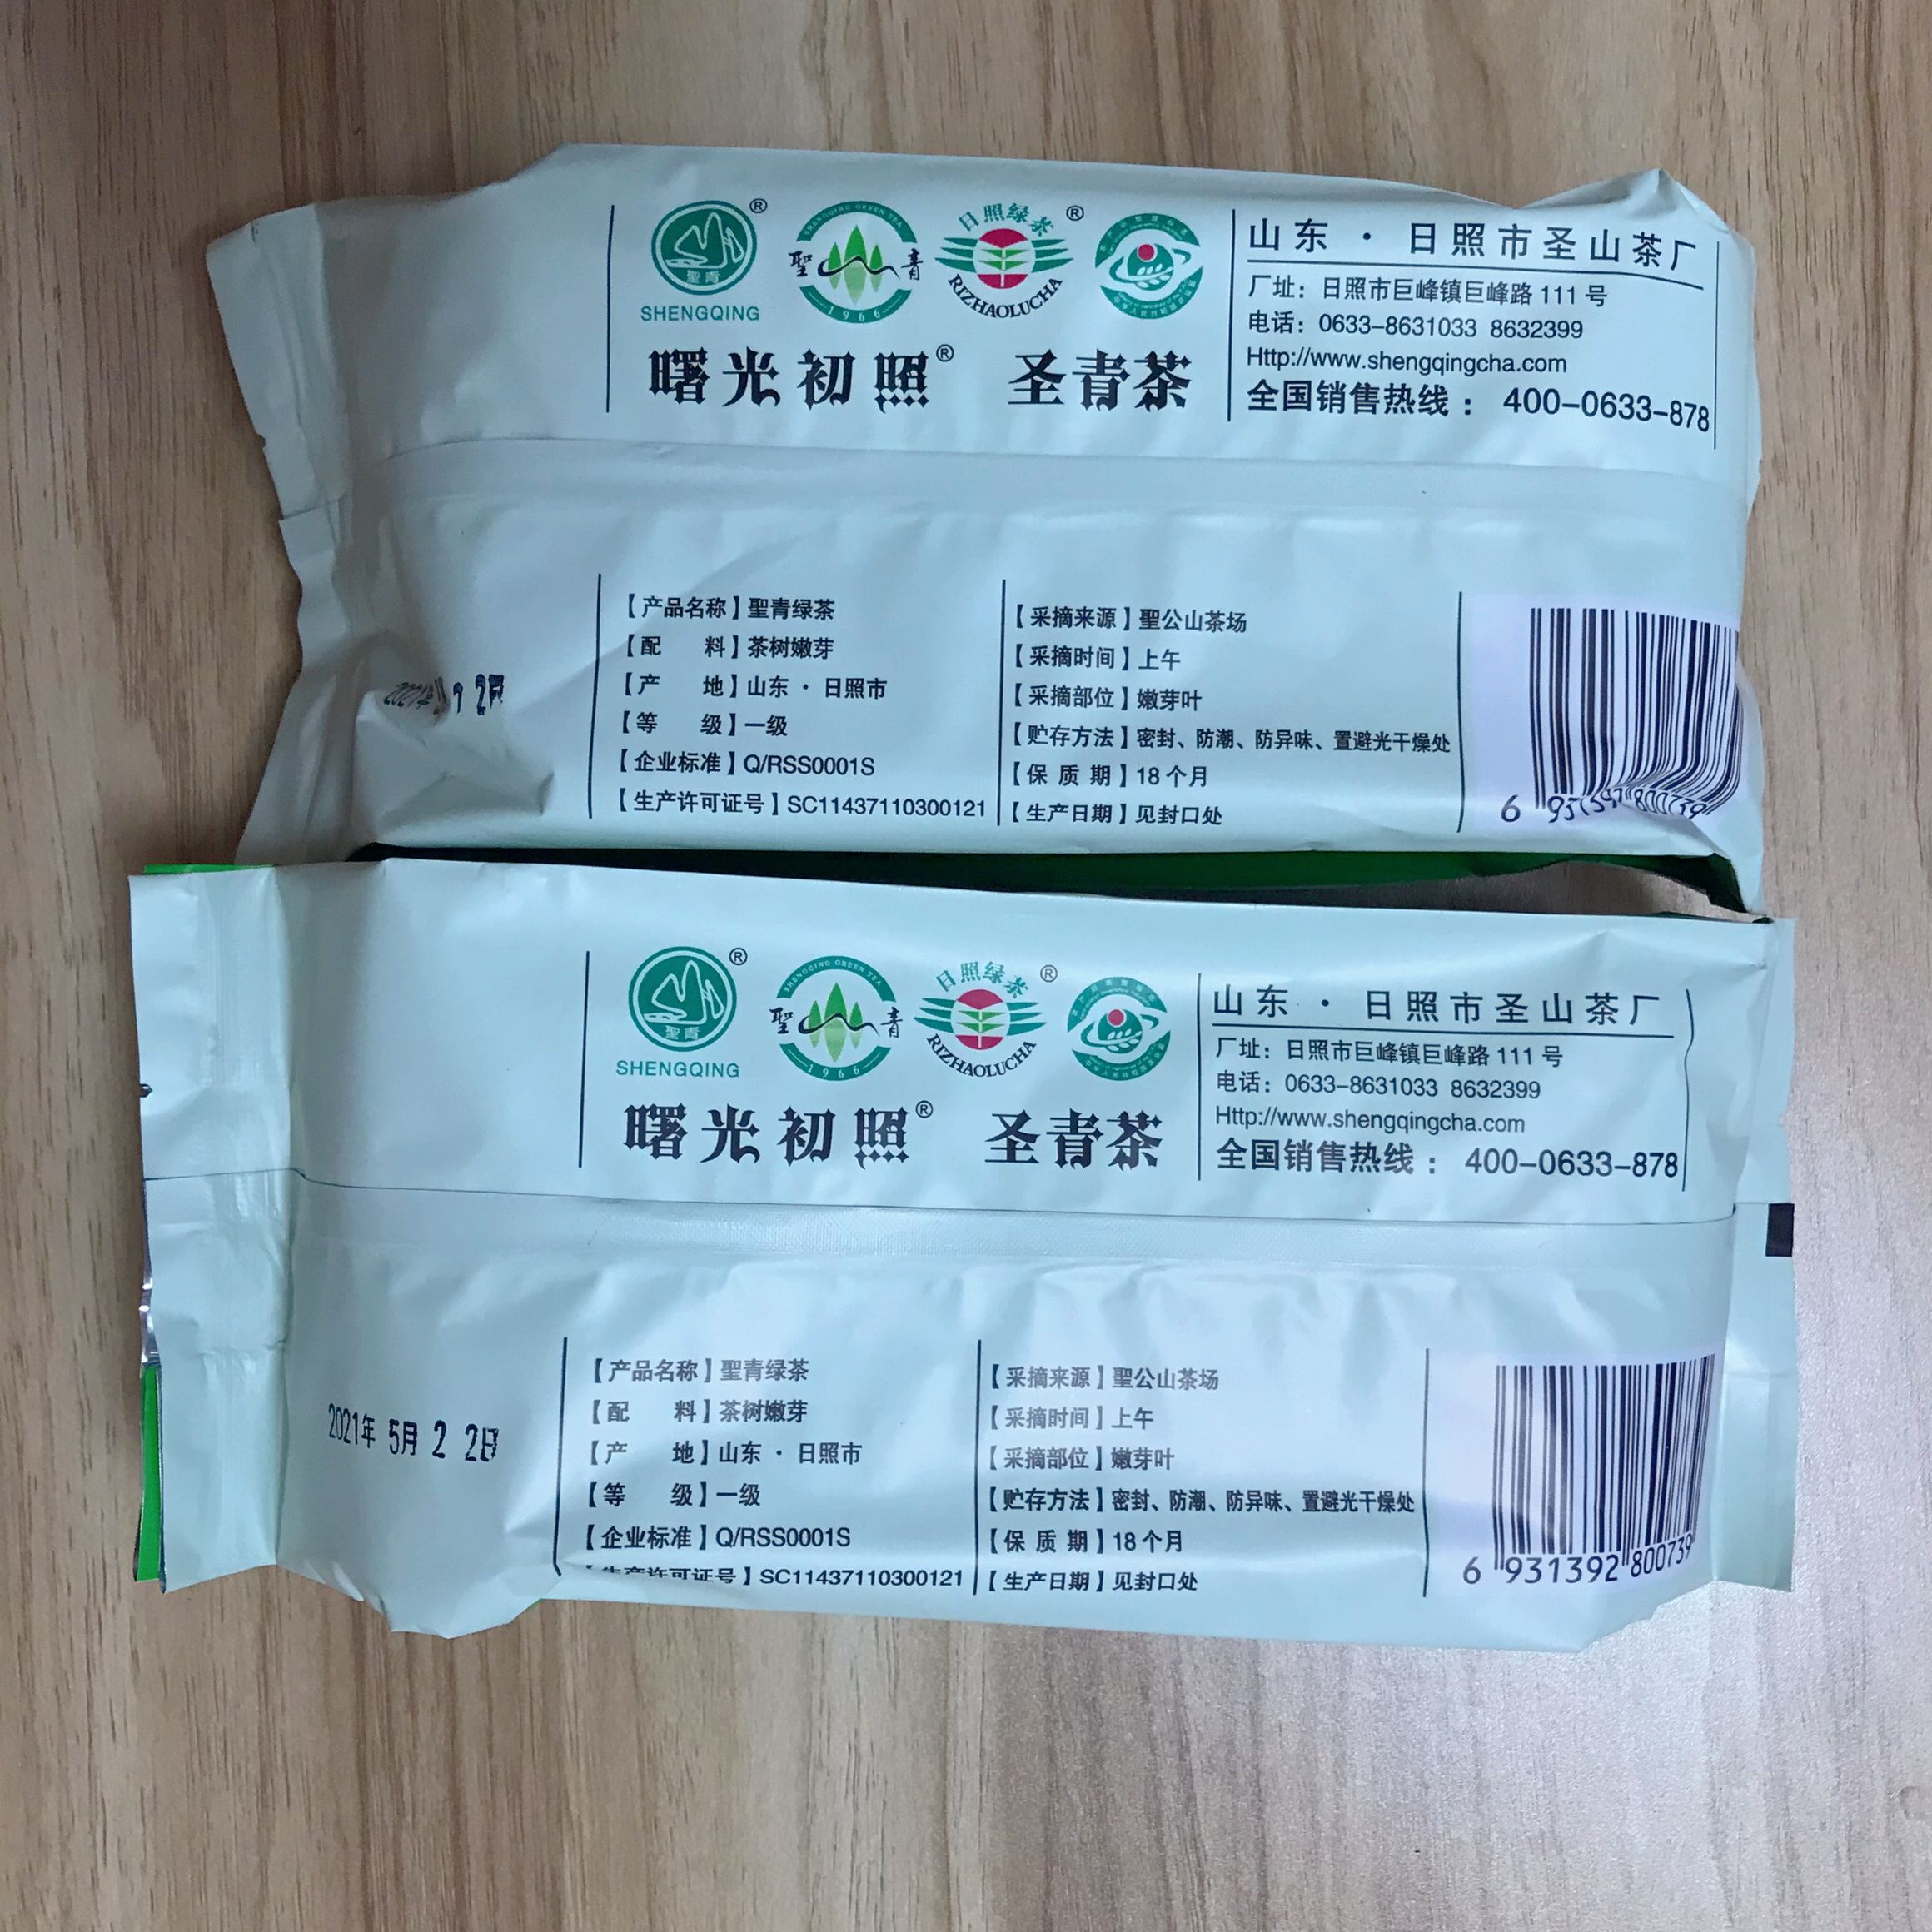 聖青
SHENGQING
SHENGQING GREEN TEA
聖 青
1966
日照绿茶
RIZHAOLUCHA
曙光初照 圣青茶
山东·日照市圣山茶厂
厂址：日照市巨峰镇巨峰路 111 号
电话：0633-8631033 8632399
Http://www.shengqingcha.com
全国销售热线： 400-0633-878
【产品名称】聖青绿茶
【配 料】茶树嫩芽
【产 地】山东·日照市
【等 级】一级
【企业标准】Q/RSS0001S
【生产许可证号】SC11437110300121
【采摘来源】聖公山茶场
【采摘时间】上午
【采摘部位】嫩芽叶
【贮存方法】密封、防潮、防异味、置避光干燥处
【保 质 期】18个月
【生产日期】见封口处
聖青
SHENGQING
SHENGQING GREEN TEA
聖 青
1966
日照绿茶
RIZHAOLUCHA
曙光初照 圣青茶
山东·日照市圣山茶厂
厂址：日照市巨峰镇巨峰路 111 号
电话：0633-8631033 8632399
Http://www.shengqingcha.com
全国销售热线： 400-0633-878
2021年 5月 2 2日
【产品名称】聖青绿茶
【配 料】茶树嫩芽
【产 地】山东·日照市
【等 级】一级
【企业标准】Q/RSS0001S
【生产许可证号】SC11437110300121
【采摘来源】聖公山茶场
【采摘时间】上午
【采摘部位】嫩芽叶
【贮存方法】密封、防潮、防异味、置避光干燥处
【保 质 期】18个月
【生产日期】见封口处
6 931392 800739